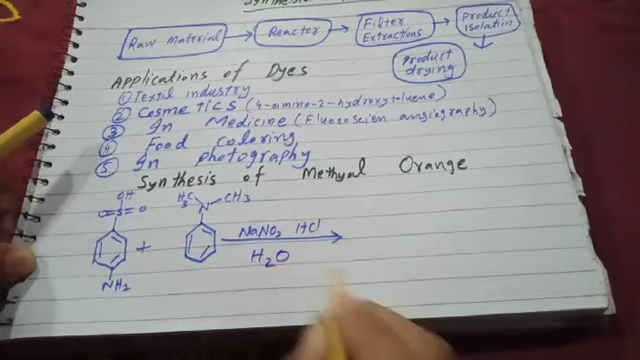 Raw Material
Reactor
Filter
Extractions
Product
Isolation
Product
drying
Applications of Dyes
① Textil industry
② Cosmetics (4-amino-2-hydroxytoluene)
③ In Medicine (Fluoroscien angiography)
④ Food coloring
⑤ In photography
Synthesis of Methyal Orange
OH
O=S=O
H3C
N
CH3
+
NaNO2 HCl
H2O
NH2